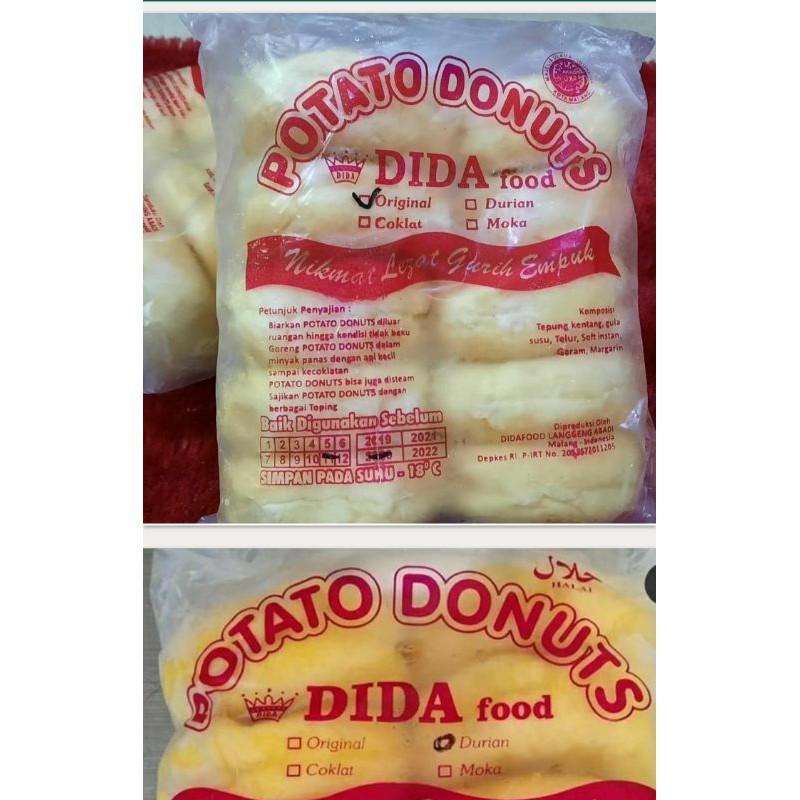 POTATO DONUTS
DIDA
DIDA food
Original
Durian
Coklat
Moka
Nikmat Lezat Gurih Empuk
Petunjuk Penyajian :
Biarkan POTATO DONUTS diluar
ruangan hingga kondisi tidak beku
Goreng POTATO DONUTS dalam
minyak panas dengan api kecil
sampai kecoklatan
POTATO DONUTS bisa juga disteam
Sajikan POTATO DONUTS dengan
berbagai Toping
Komposisi
Tepung kentang, gula
susu, Telur, Soft instan,
Garam, Margarin
Baik Digunakan Sebelum
1 2 3 4 5 6 2019 2021
7 8 9 10 11 12 2022
SIMPAN PADA SUHU - 18° C
Diproduksi Oleh
DIDAFOOD LANGGENG ABADI
Malang - Indonesia
Depkes RI. P-IRT No.
POTATO DONUTS
حلال
HALAL
DIDA
DIDA food
Original
Durian
Coklat
Moka